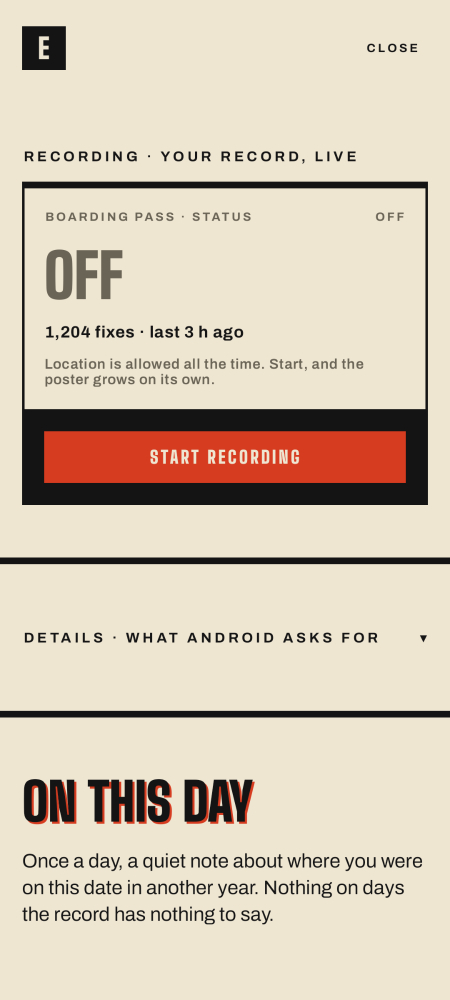 E
CLOSE
RECORDING · YOUR RECORD, LIVE
BOARDING PASS · STATUS
OFF
OFF
1,204 fixes · last 3 h ago
Location is allowed all the time. Start, and the
poster grows on its own.
START RECORDING
DETAILS · WHAT ANDROID ASKS FOR ▼
ON THIS DAY
Once a day, a quiet note about where you were
on this date in another year. Nothing on days
the record has nothing to say.